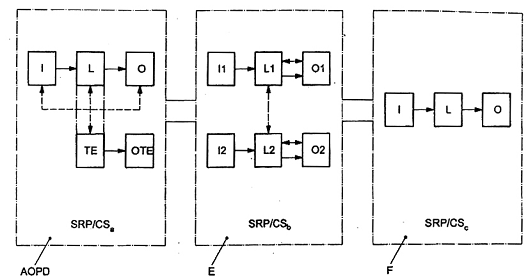 I L O
TE OTE
SRP/CSa
AOPD
I1 L1 O1
I2 L2 O2
SRP/CSb
E
I L O
SRP/CSc
F